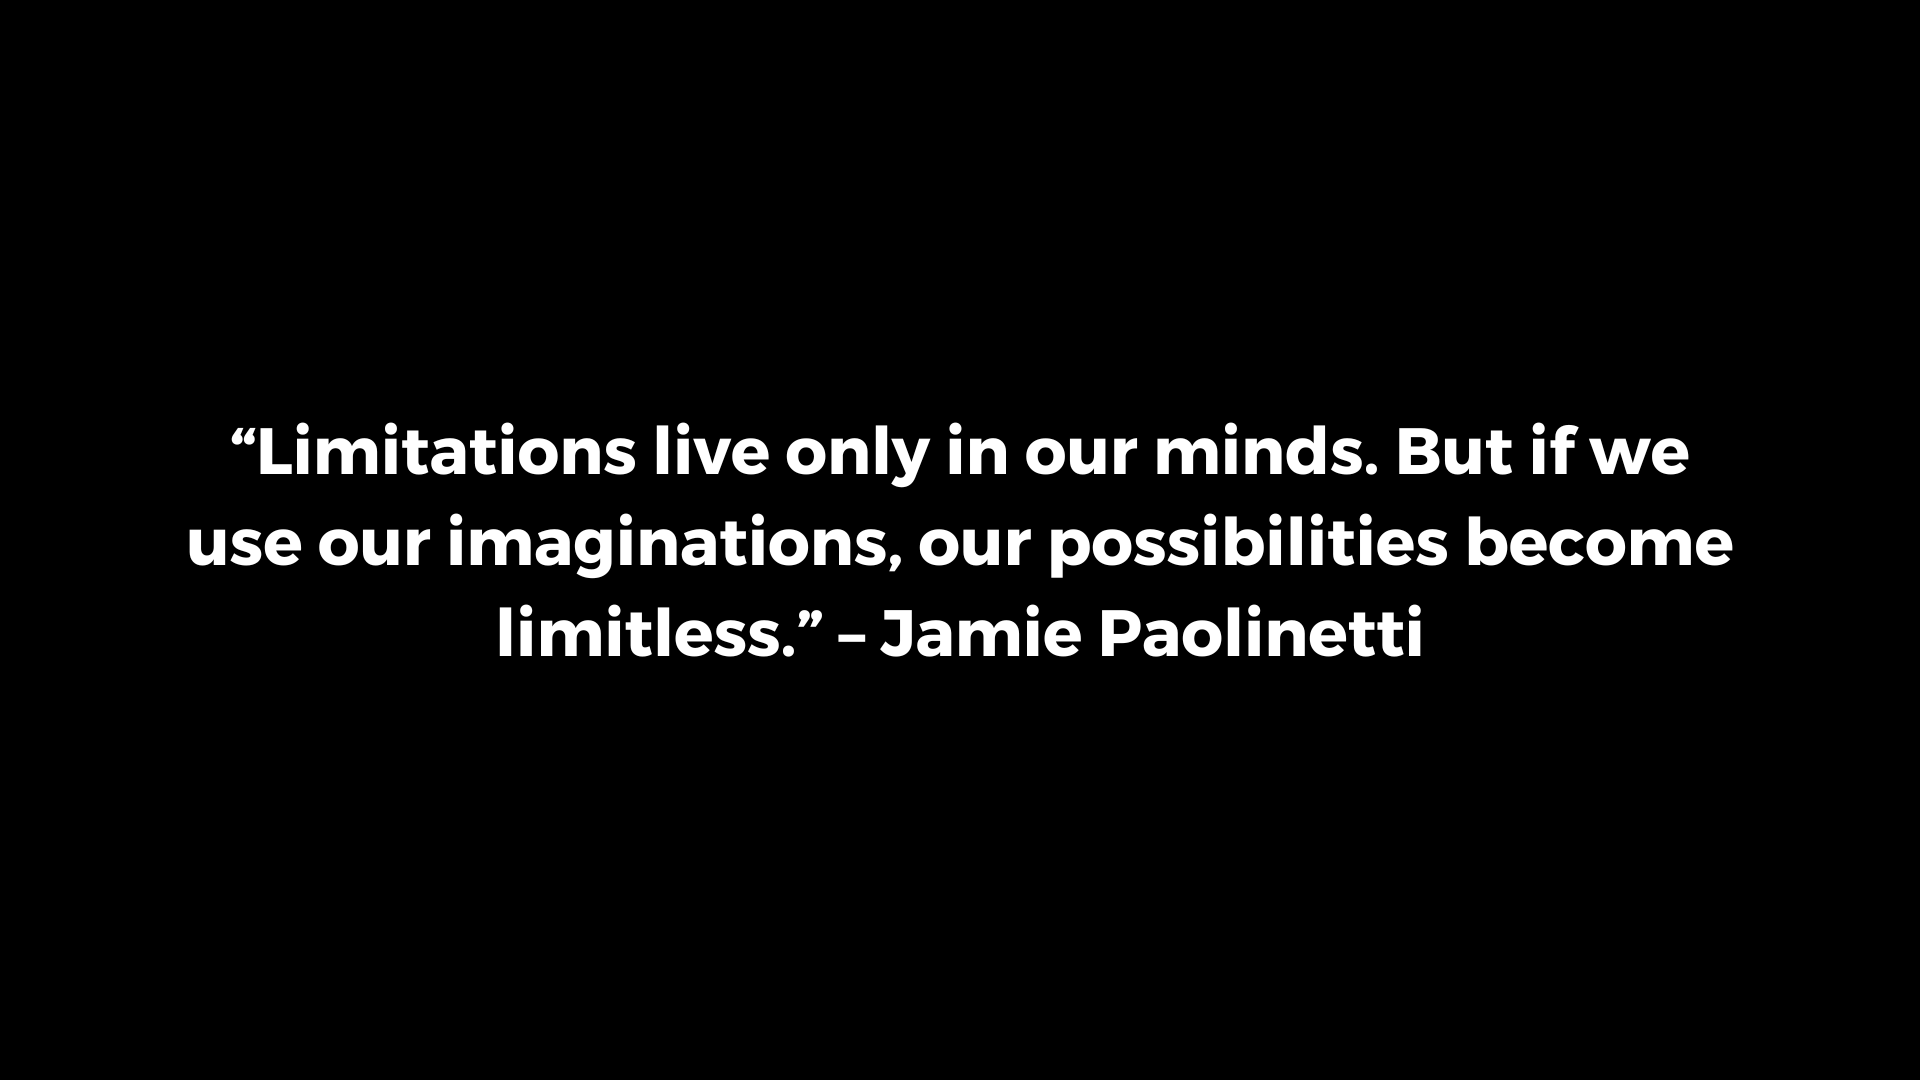 “Limitations live only in our minds. But if we
use our imaginations, our possibilities become
limitless.” – Jamie Paolinetti